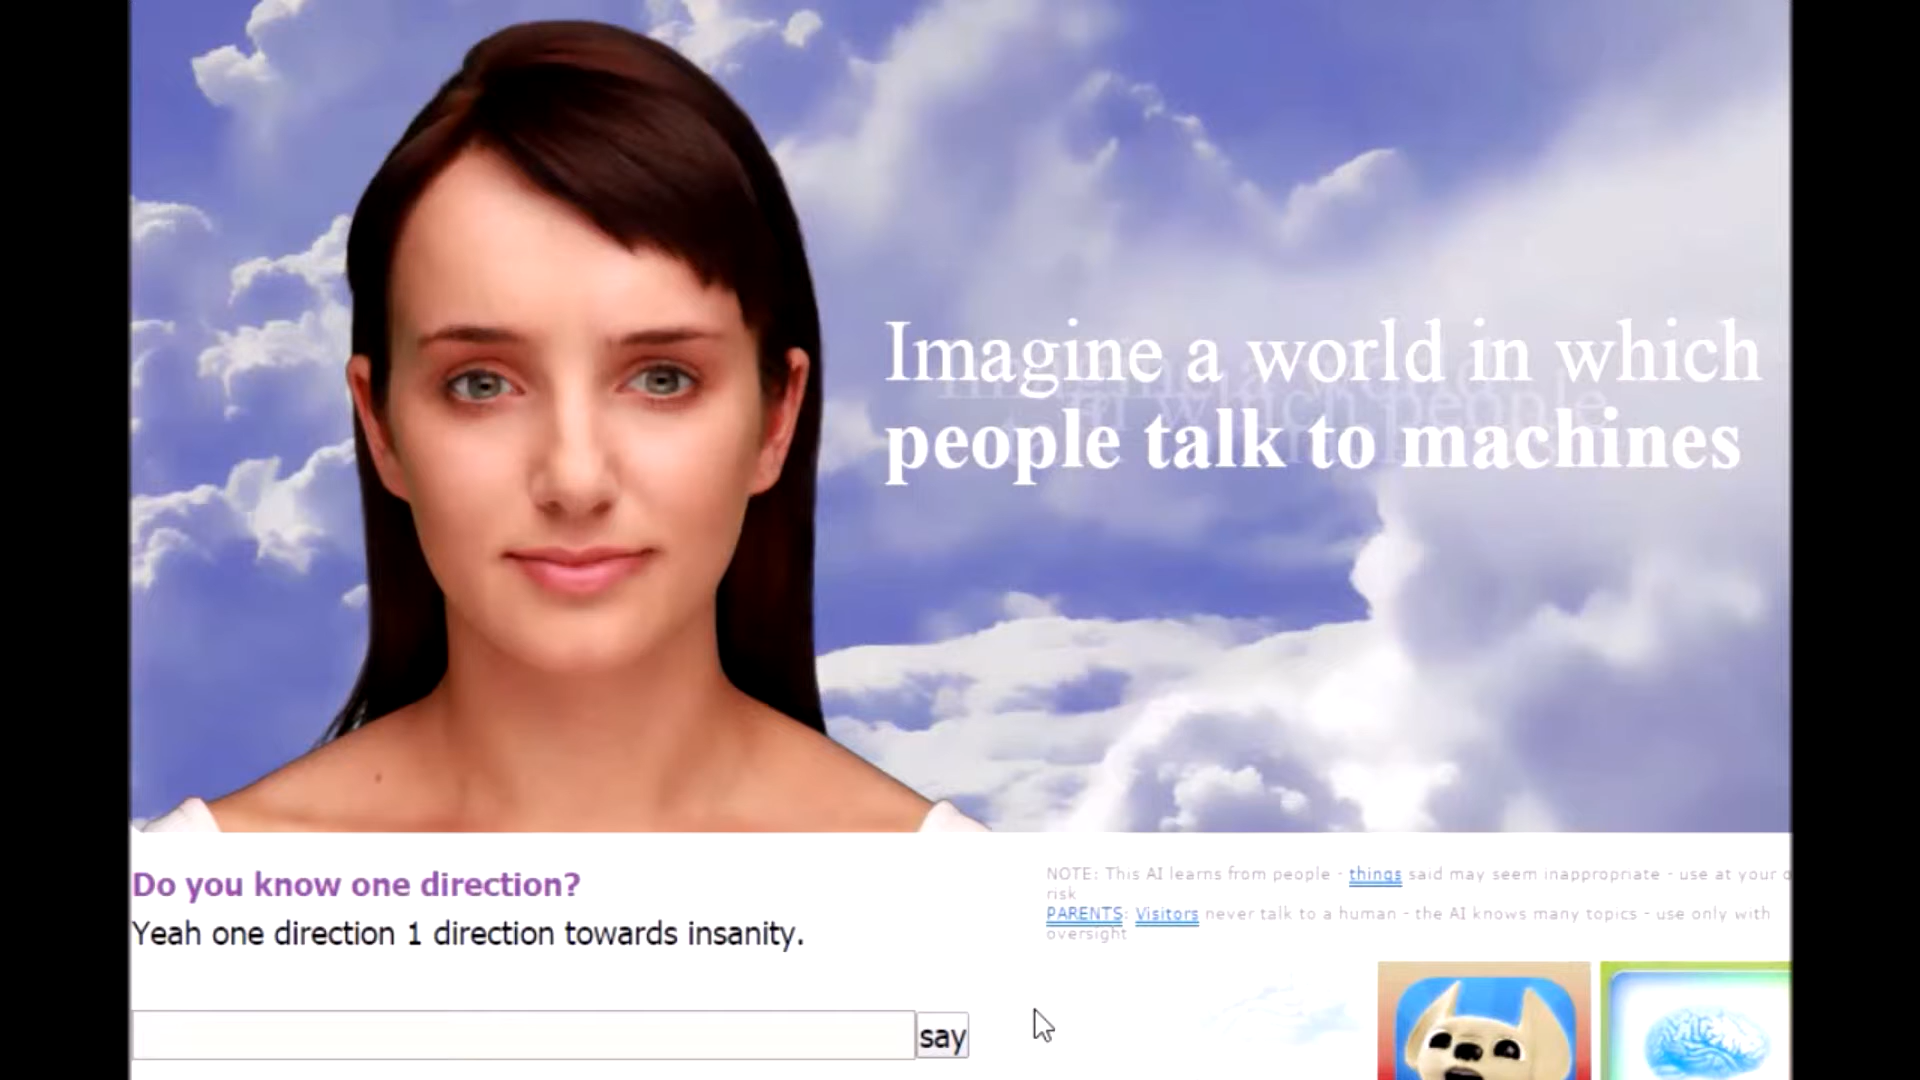 Imagine a world in which
people talk to machines
Do you know one direction?
Yeah one direction 1 direction towards insanity.
say
NOTE: This AI learns from people - things said may seem inappropriate - use at your
risk
PARENTS: Visitors never talk to a human - the AI knows many topics - use only with
oversight